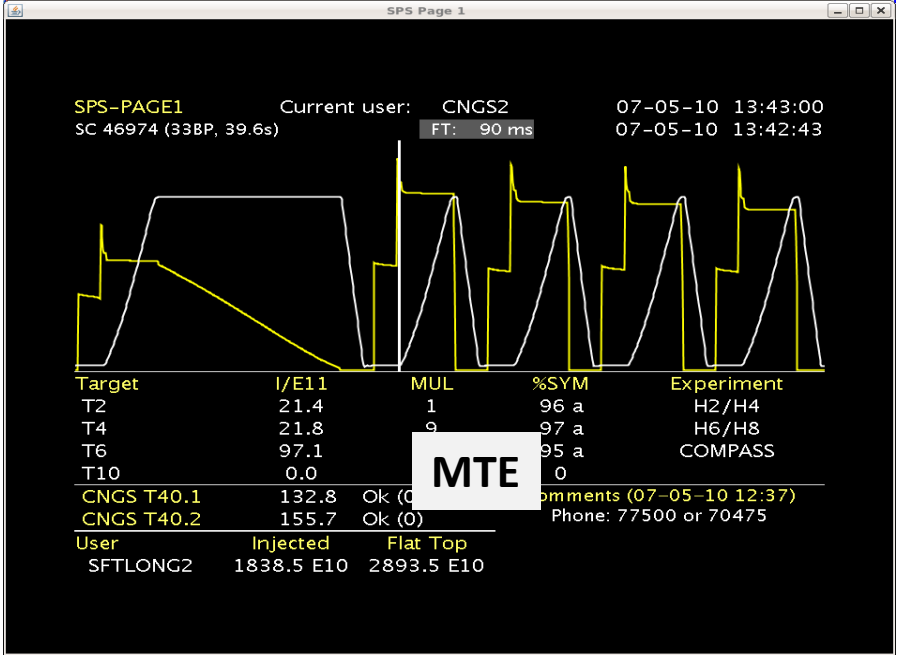 SPS Page 1
SPS-PAGE1 Current user: CNGS2 07-05-10 13:43:00
SC 46974 (33BP, 39.6s) FT: 90 ms 07-05-10 13:42:43
Target I/E11 MUL %SYM Experiment
T2 21.4 1 96 a H2/H4
T4 21.8 9 97 a H6/H8
T6 97.1 95 a COMPASS
T10 0.0 0
MTE
CNGS T40.1 132.8 Ok (0 omments (07-05-10 12:37)
CNGS T40.2 155.7 Ok (0) Phone: 77500 or 70475
User Injected Flat Top
SFTLONG2 1838.5 E10 2893.5 E10